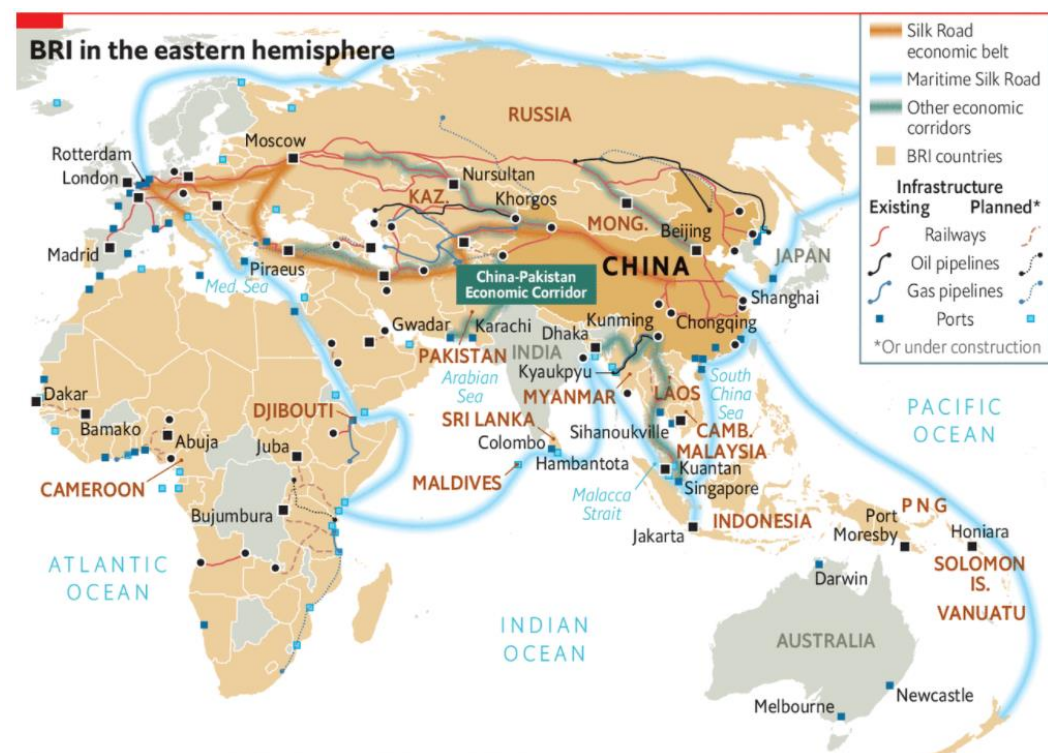 BRI in the eastern hemisphere
Silk Road
economic belt
Maritime Silk Road
Other economic
corridors
BRI countries
Infrastructure
Existing Planned*
Railways
Oil pipelines
Gas pipelines
Ports
*Or under construction
RUSSIA
Moscow
Rotterdam
London
Nursultan
KAZ.
Khorgos
MONG.
Beijing
JAPAN
Madrid
Piraeus
Med. Sea
CHINA
China-Pakistan
Economic Corridor
Shanghai
Gwadar
Karachi
Kunming
Chongqing
Dhaka
PAKISTAN
INDIA
Kyaukpyu
Arabian
Sea
MYANMAR
LAOS
South
China
Sea
PACIFIC
OCEAN
Dakar
Bamako
DJIBOUTI
SRI LANKA
Sihanoukville
CAMB.
Abuja
Juba
Colombo
MALAYSIA
Hambantota
Kuantan
CAMEROON
MALDIVES
Malacca
Strait
Singapore
Bujumbura
Jakarta
INDONESIA
PNG
Port
Moresby
Honiara
SOLOMON
IS.
VANUATU
ATLANTIC
OCEAN
Darwin
INDIAN
OCEAN
AUSTRALIA
Newcastle
Melbourne